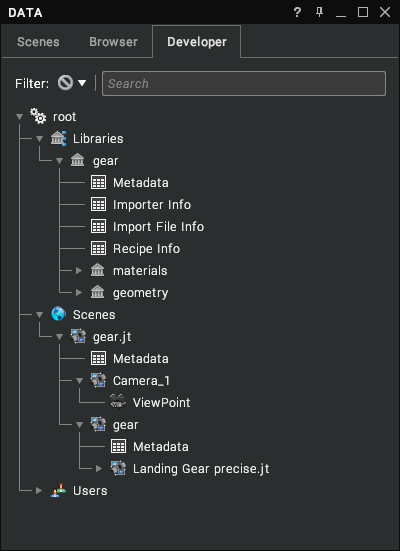 DATA ?
Scenes Browser Developer
Filter: Search
root
Libraries
gear
Metadata
Importer Info
Import File Info
Recipe Info
materials
geometry
Scenes
gear.jt
Metadata
Camera_1
ViewPoint
gear
Metadata
Landing Gear precise.jt
Users